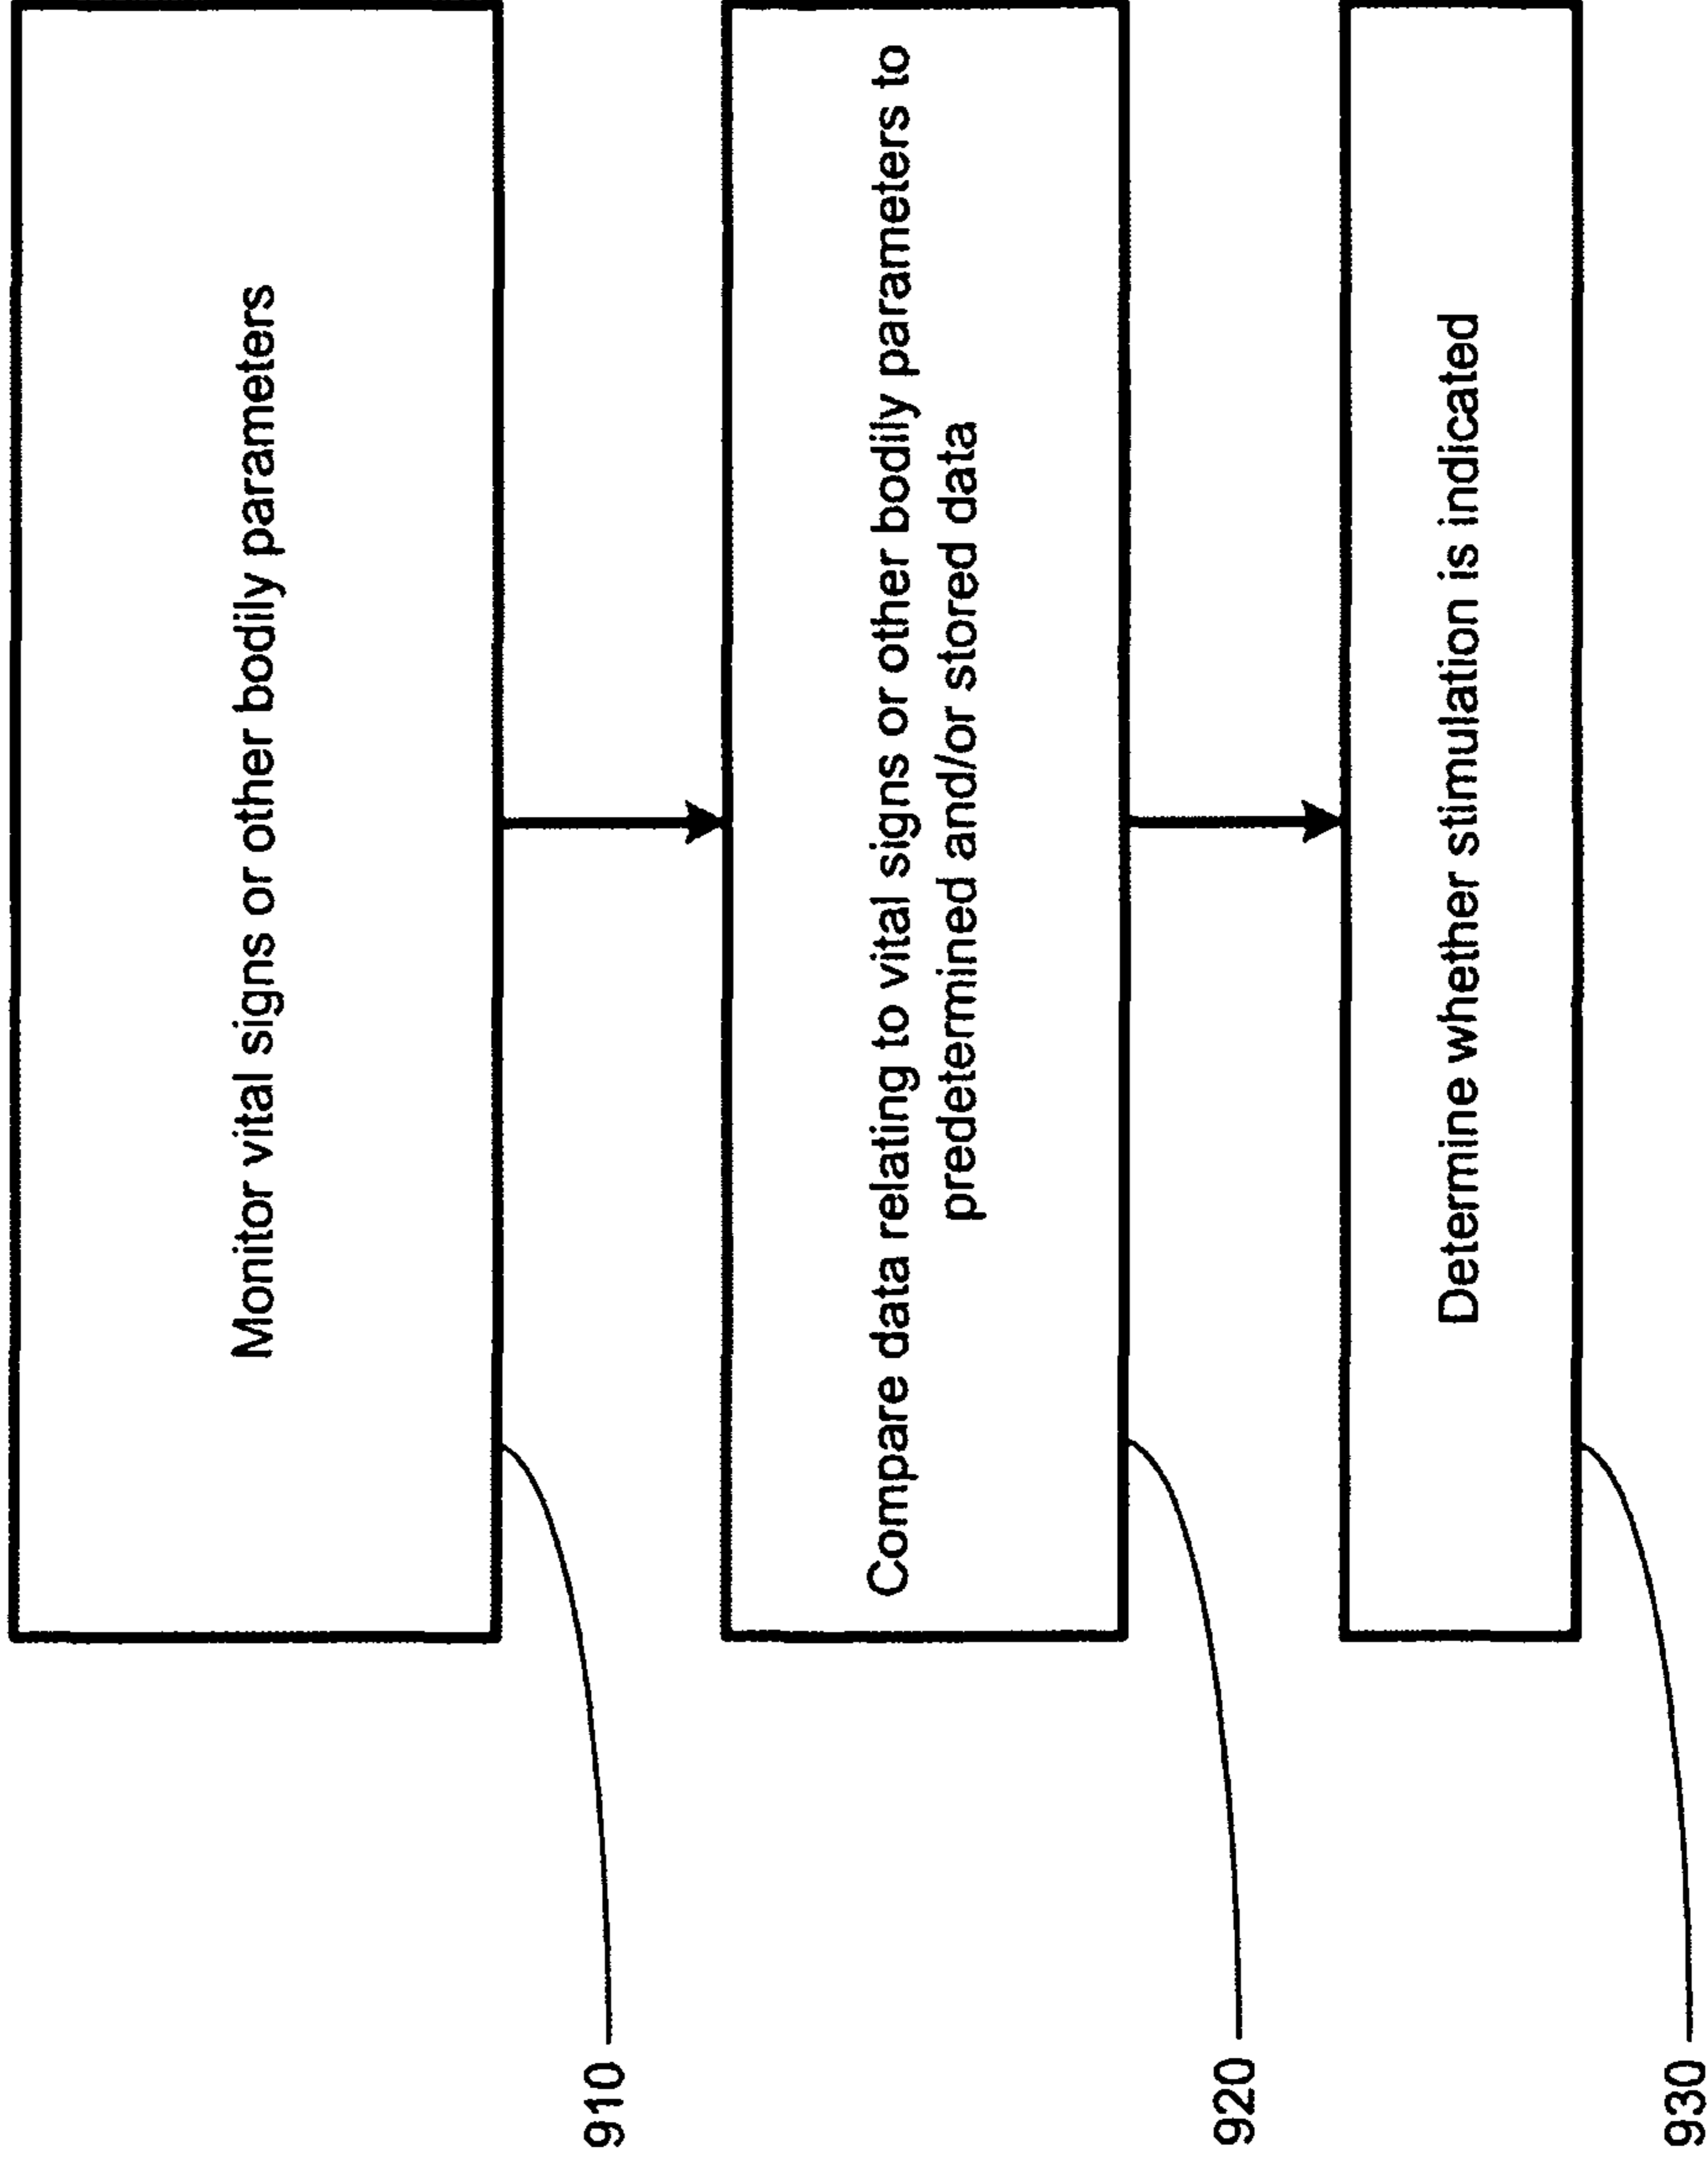 Monitor vital signs or other bodily parameters
910
Compare data relating to vital signs or other bodily parameters to
predetermined and/or stored data
920
Determine whether stimulation is indicated
930